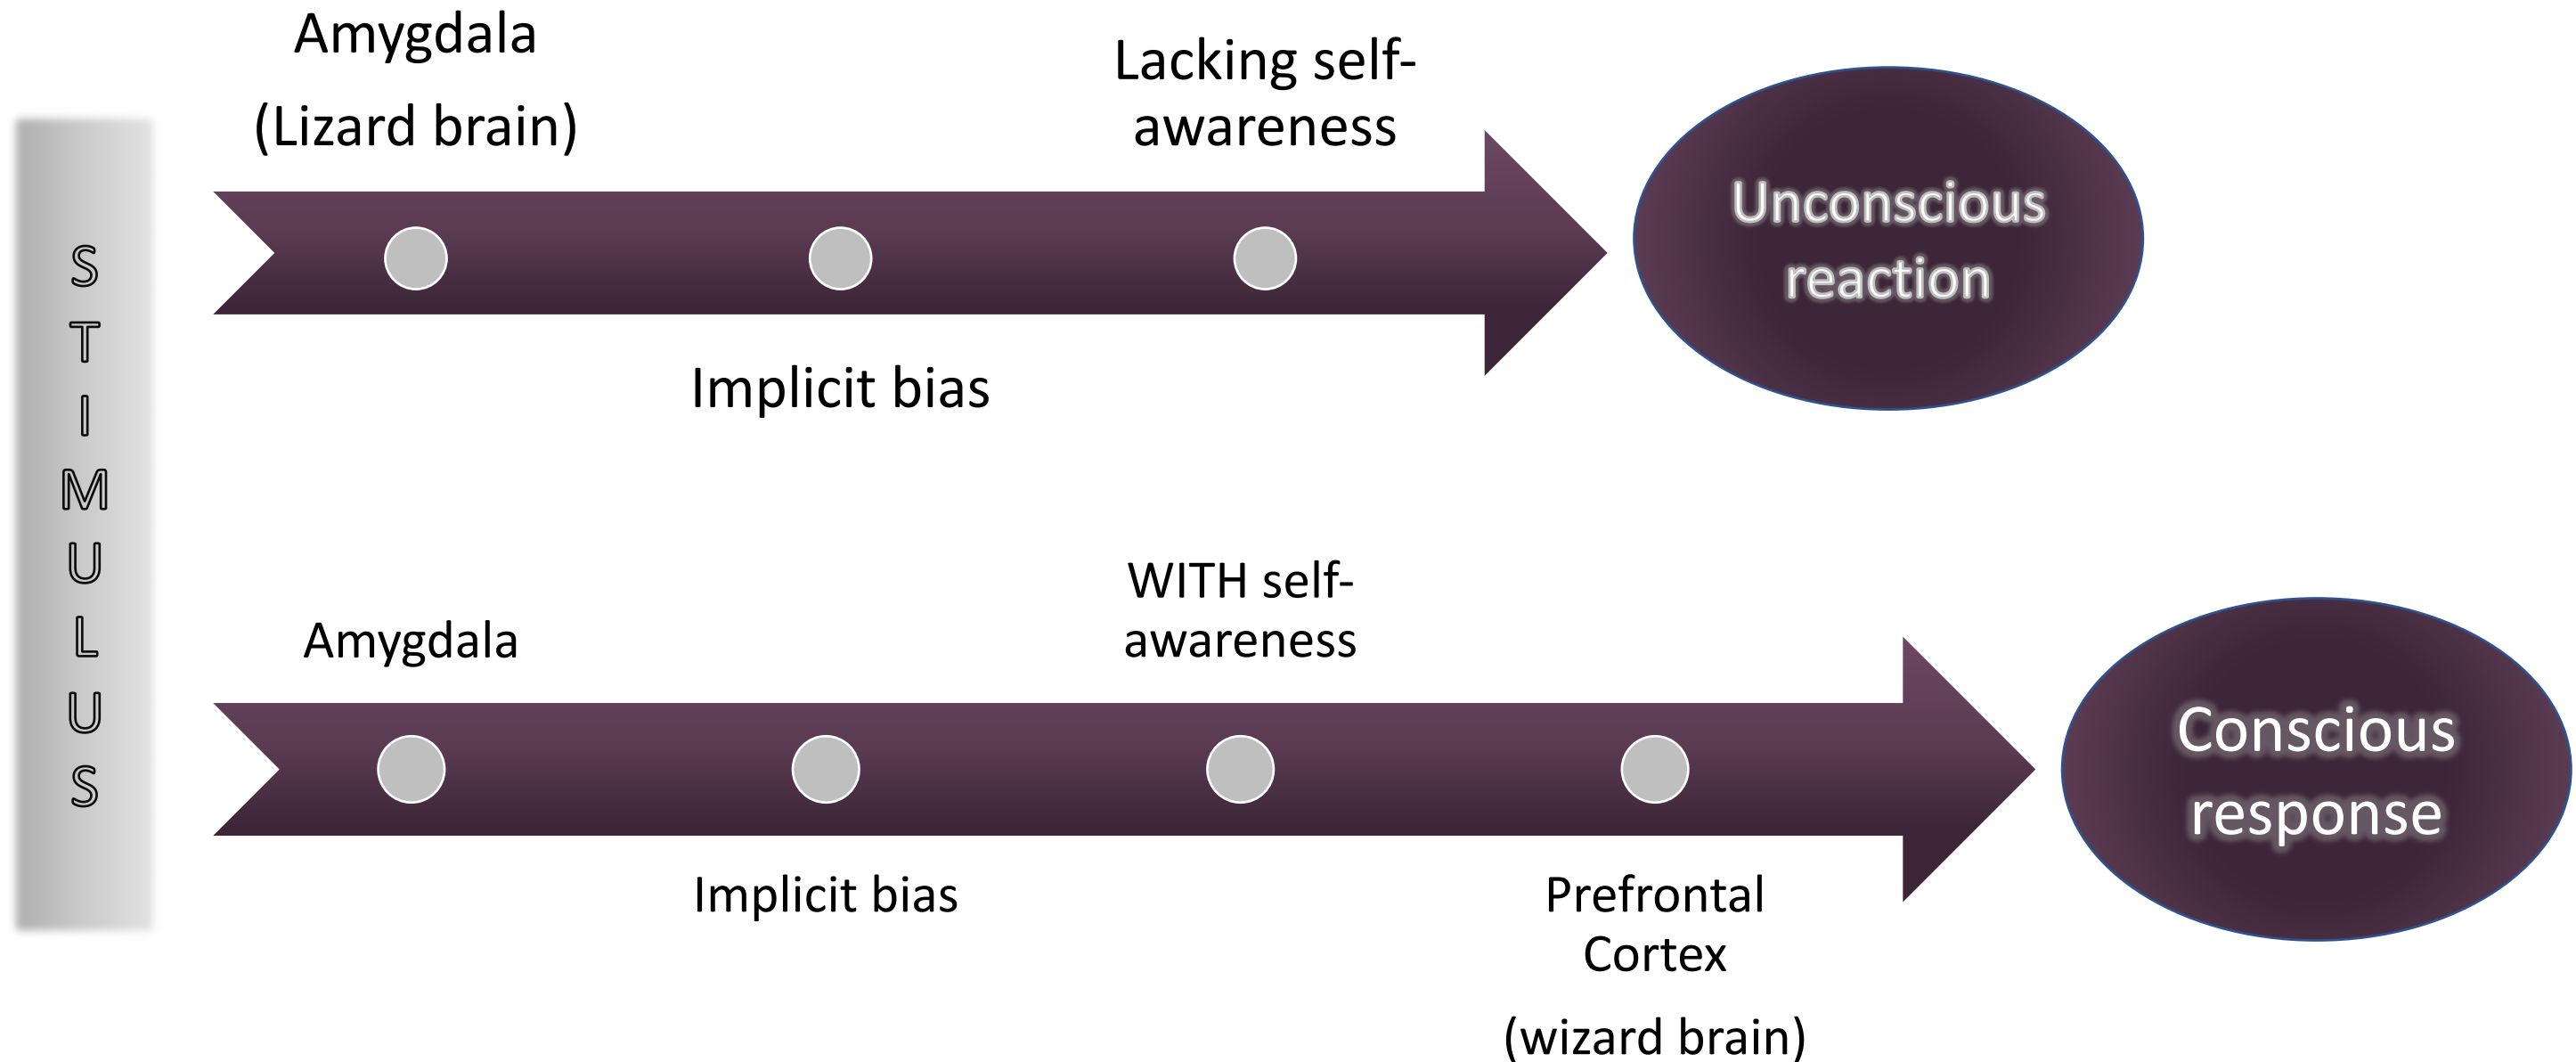 STIMULUS
Amygdala
(Lizard brain)
Implicit bias
Lacking self-
awareness
Unconscious
reaction
Amygdala
Implicit bias
WITH self-
awareness
Prefrontal
Cortex
(wizard brain)
Conscious
response